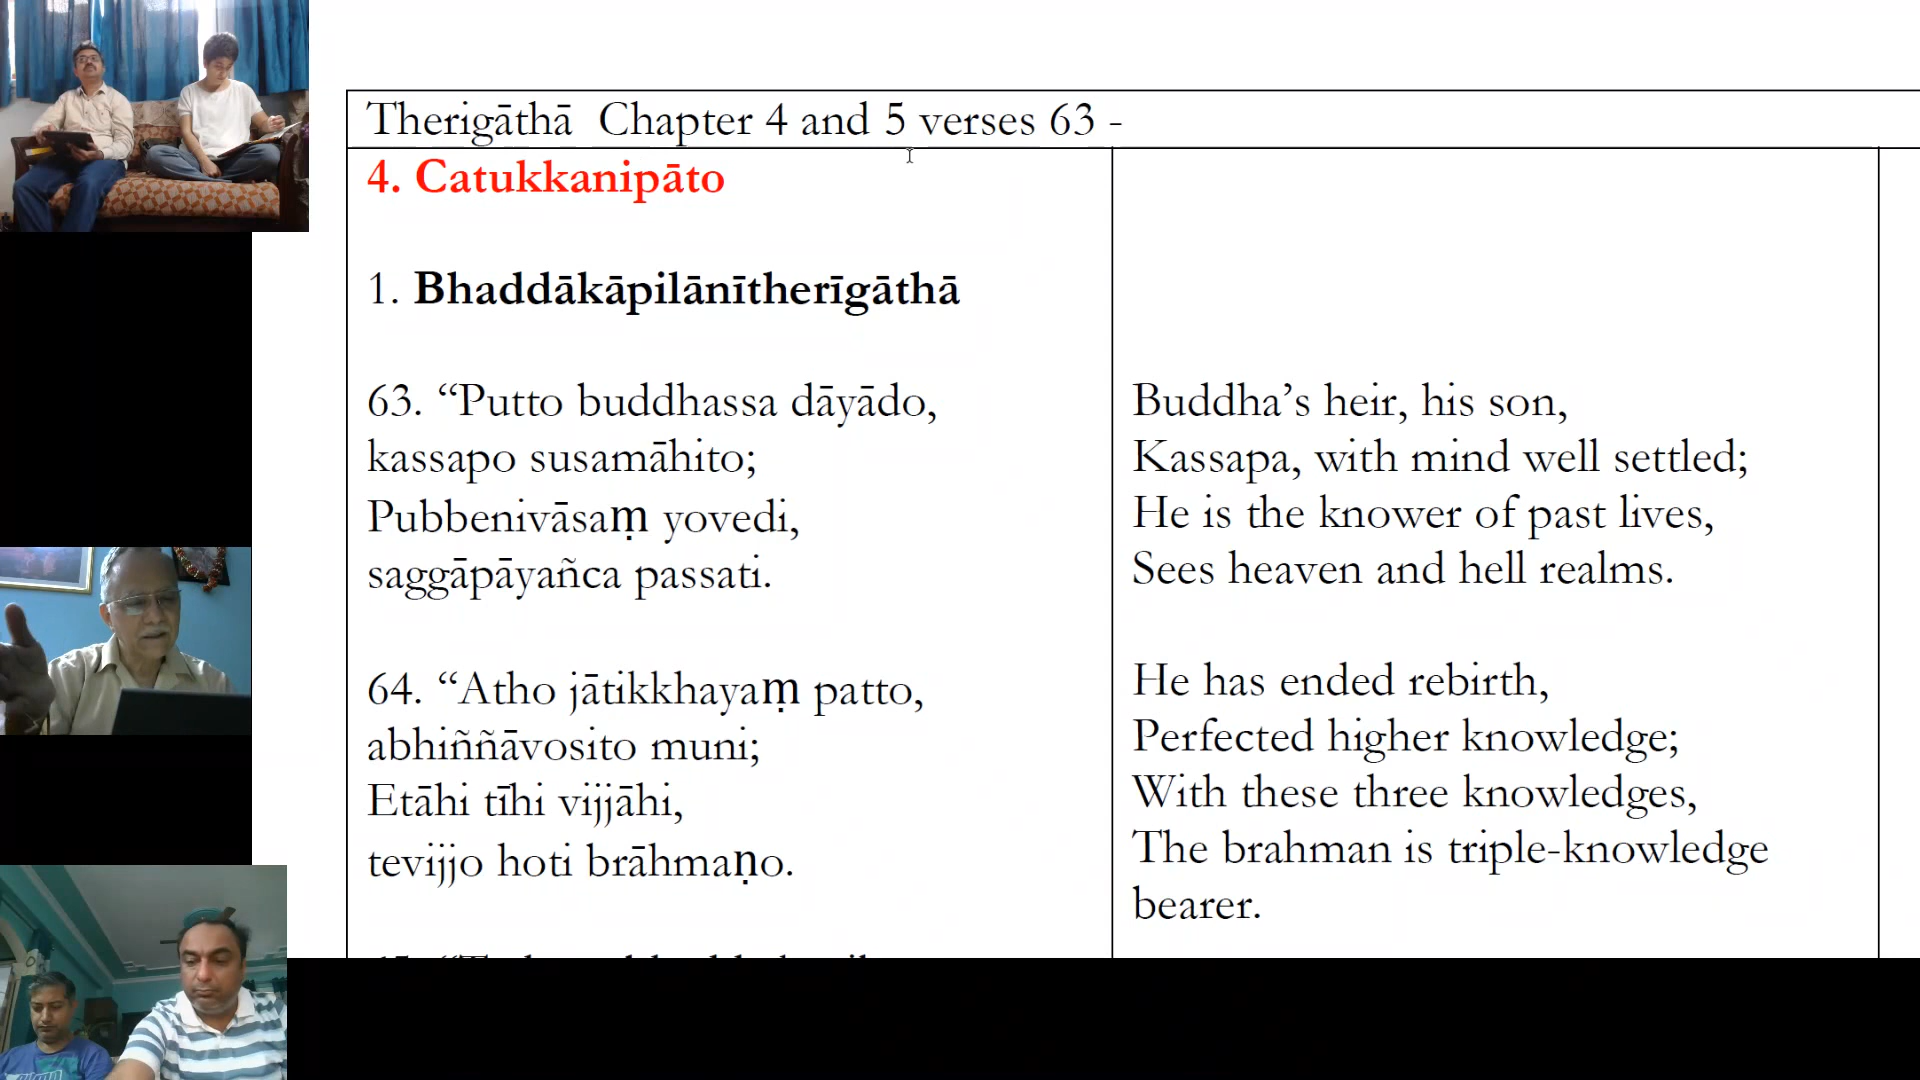 Therigāthā Chapter 4 and 5 verses 63 -
4. Catukkanipāto
1. Bhaddākāpilānītherīgāthā
63. “Putto buddhassa dāyādo,
kassapo susamāhito;
Pubbenivāsaṃ yovedi,
saggāpāyañca passati.
64. “Atho jātikkhayaṃ patto,
abhiññāvosito muni;
Etāhi tīhi vijjāhi,
tevijjo hoti brāhmaṇo.
Buddha’s heir, his son,
Kassapa, with mind well settled;
He is the knower of past lives,
Sees heaven and hell realms.
He has ended rebirth,
Perfected higher knowledge;
With these three knowledges,
The brahman is triple-knowledge
bearer.